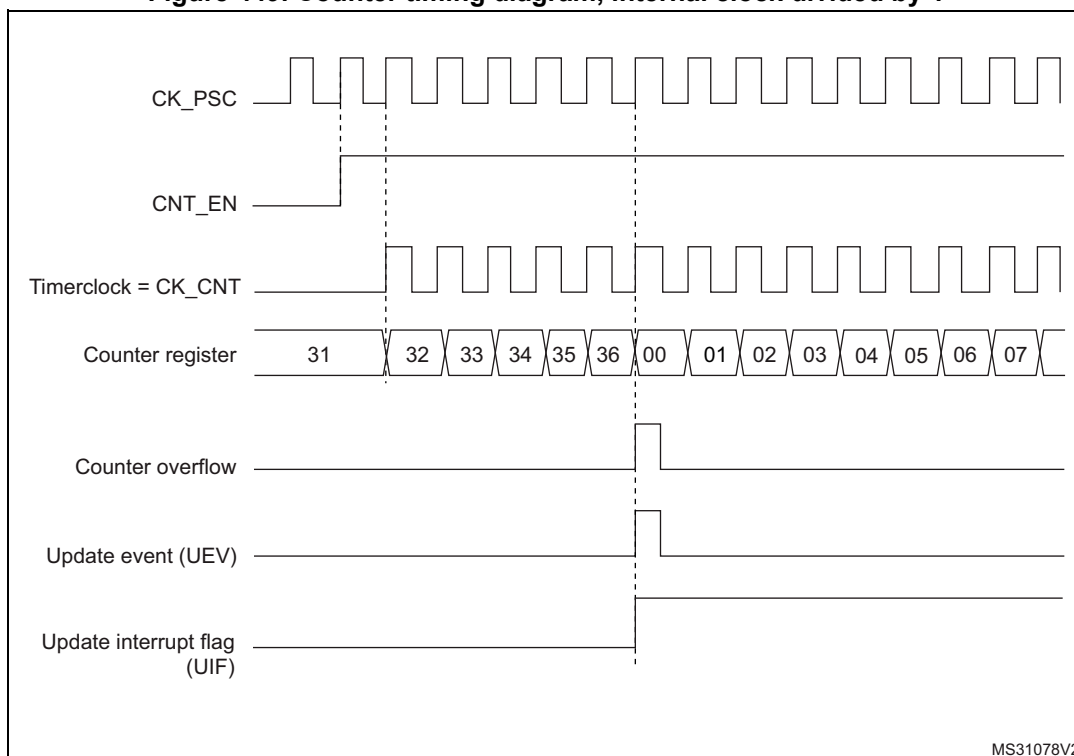 CK_PSC
CNT_EN
Timerclock = CK_CNT
Counter register 31 32 33 34 35 36 00 01 02 03 04 05 06 07
Counter overflow
Update event (UEV)
Update interrupt flag
(UIF)
MS31078V2